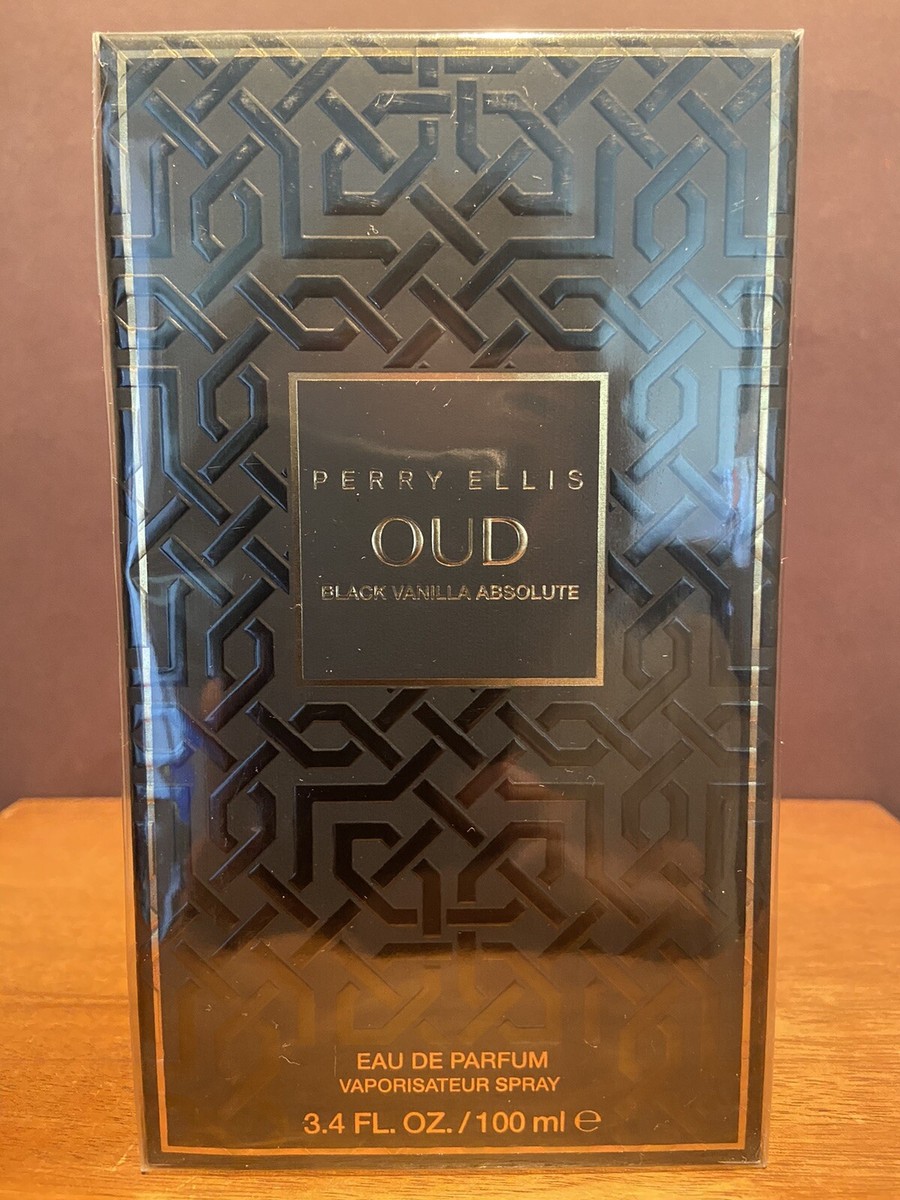 PERRY ELLIS
OUD
BLACK VANILLA ABSOLUTE
EAU DE PARFUM
VAPORISATEUR SPRAY
3.4 FL. OZ. / 100 ml ℮